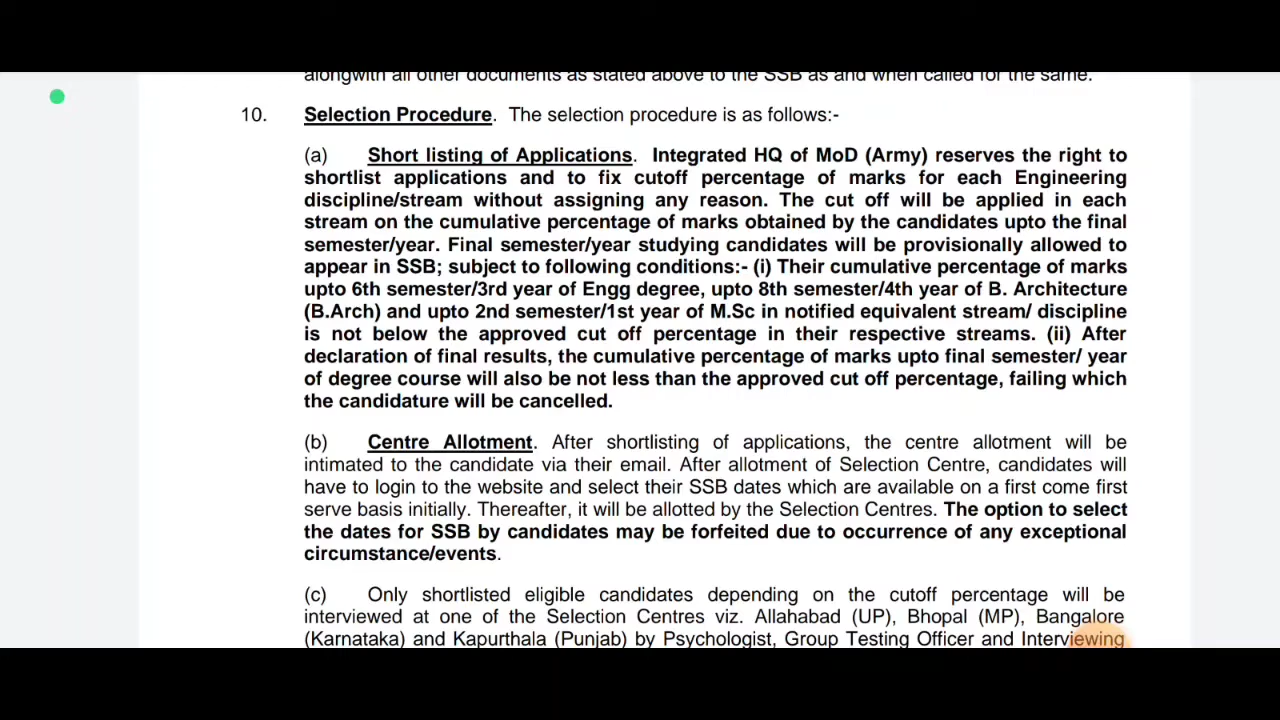 alongwith all other documents as stated above to the SSB as and when called for the same.
10. Selection Procedure. The selection procedure is as follows:-
(a) Short listing of Applications. Integrated HQ of MoD (Army) reserves the right to
shortlist applications and to fix cutoff percentage of marks for each Engineering
discipline/stream without assigning any reason. The cut off will be applied in each
stream on the cumulative percentage of marks obtained by the candidates upto the final
semester/year. Final semester/year studying candidates will be provisionally allowed to
appear in SSB; subject to following conditions:- (i) Their cumulative percentage of marks
upto 6th semester/3rd year of Engg degree, upto 8th semester/4th year of B. Architecture
(B.Arch) and upto 2nd semester/1st year of M.Sc in notified equivalent stream/ discipline
is not below the approved cut off percentage in their respective streams. (ii) After
declaration of final results, the cumulative percentage of marks upto final semester/ year
of degree course will also be not less than the approved cut off percentage, failing which
the candidature will be cancelled.
(b) Centre Allotment. After shortlisting of applications, the centre allotment will be
intimated to the candidate via their email. After allotment of Selection Centre, candidates will
have to login to the website and select their SSB dates which are available on a first come first
serve basis initially. Thereafter, it will be allotted by the Selection Centres. The option to select
the dates for SSB by candidates may be forfeited due to occurrence of any exceptional
circumstance/events.
(c) Only shortlisted eligible candidates depending on the cutoff percentage will be
interviewed at one of the Selection Centres viz. Allahabad (UP), Bhopal (MP), Bangalore
(Karnataka) and Kapurthala (Punjab) by Psychologist, Group Testing Officer and Interviewing